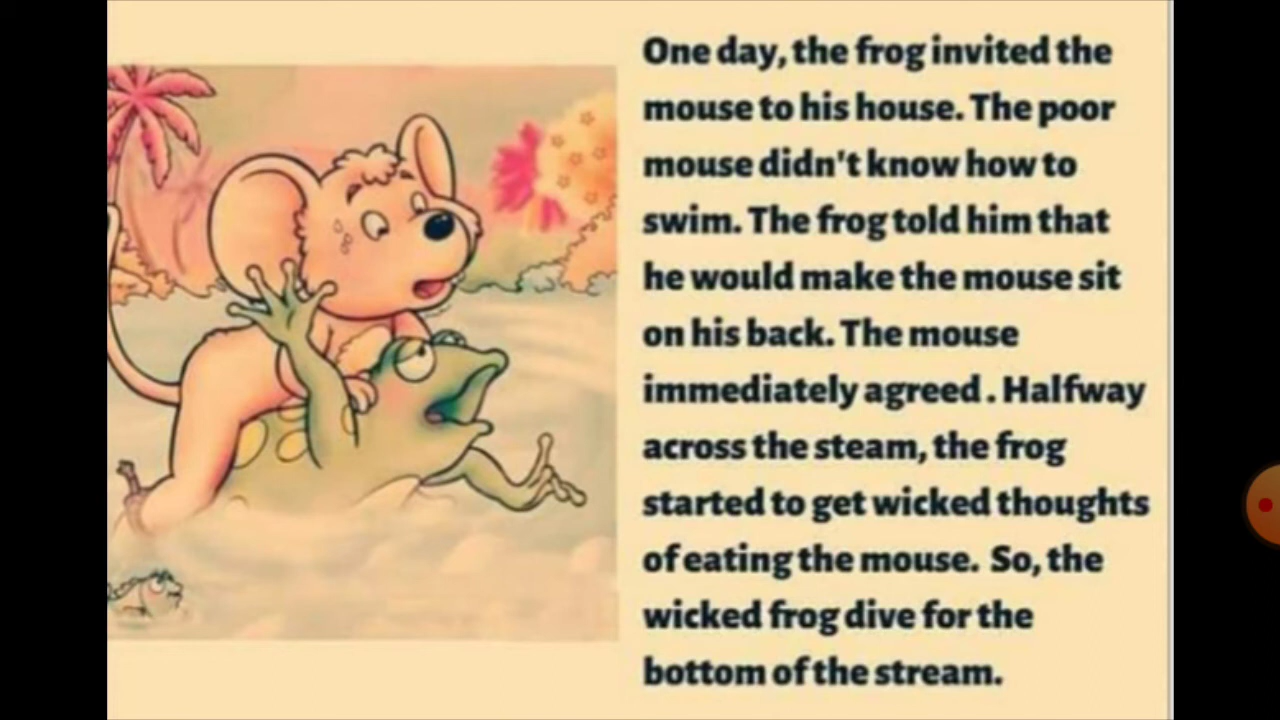 One day, the frog invited the
mouse to his house. The poor
mouse didn't know how to
swim. The frog told him that
he would make the mouse sit
on his back. The mouse
immediately agreed . Halfway
across the steam, the frog
started to get wicked thoughts
of eating the mouse. So, the
wicked frog dive for the
bottom of the stream.